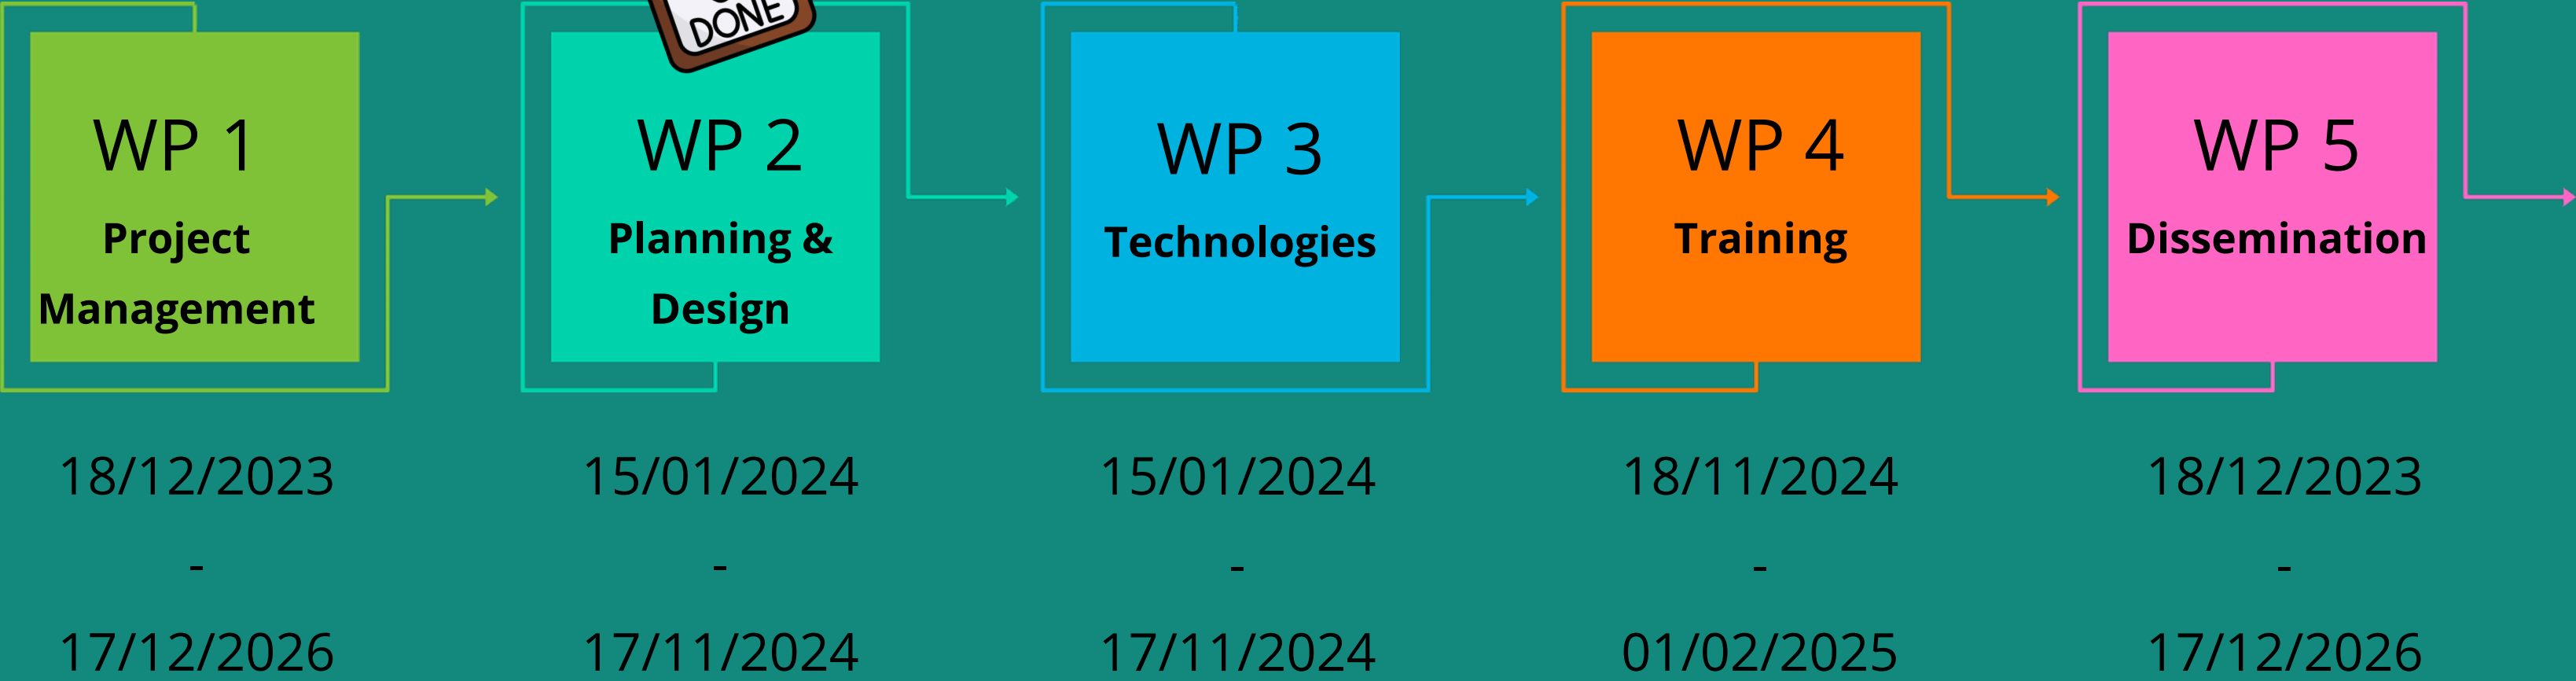 DONE
WP 1
Project
Management
WP 2
Planning &
Design
WP 3
Technologies
WP 4
Training
WP 5
Dissemination
18/12/2023
-
17/12/2026
15/01/2024
-
17/11/2024
15/01/2024
-
17/11/2024
18/11/2024
-
01/02/2025
18/12/2023
-
17/12/2026